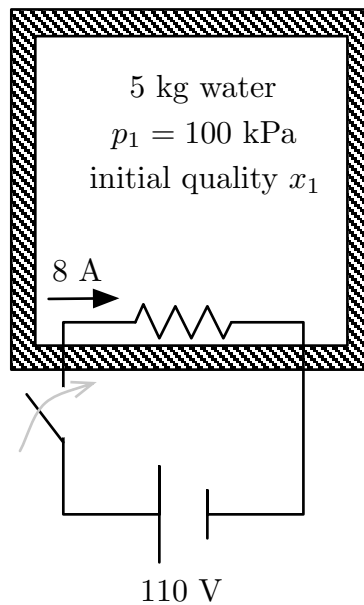 5 kg water
p₁ = 100 kPa
initial quality x₁
8 A
110 V